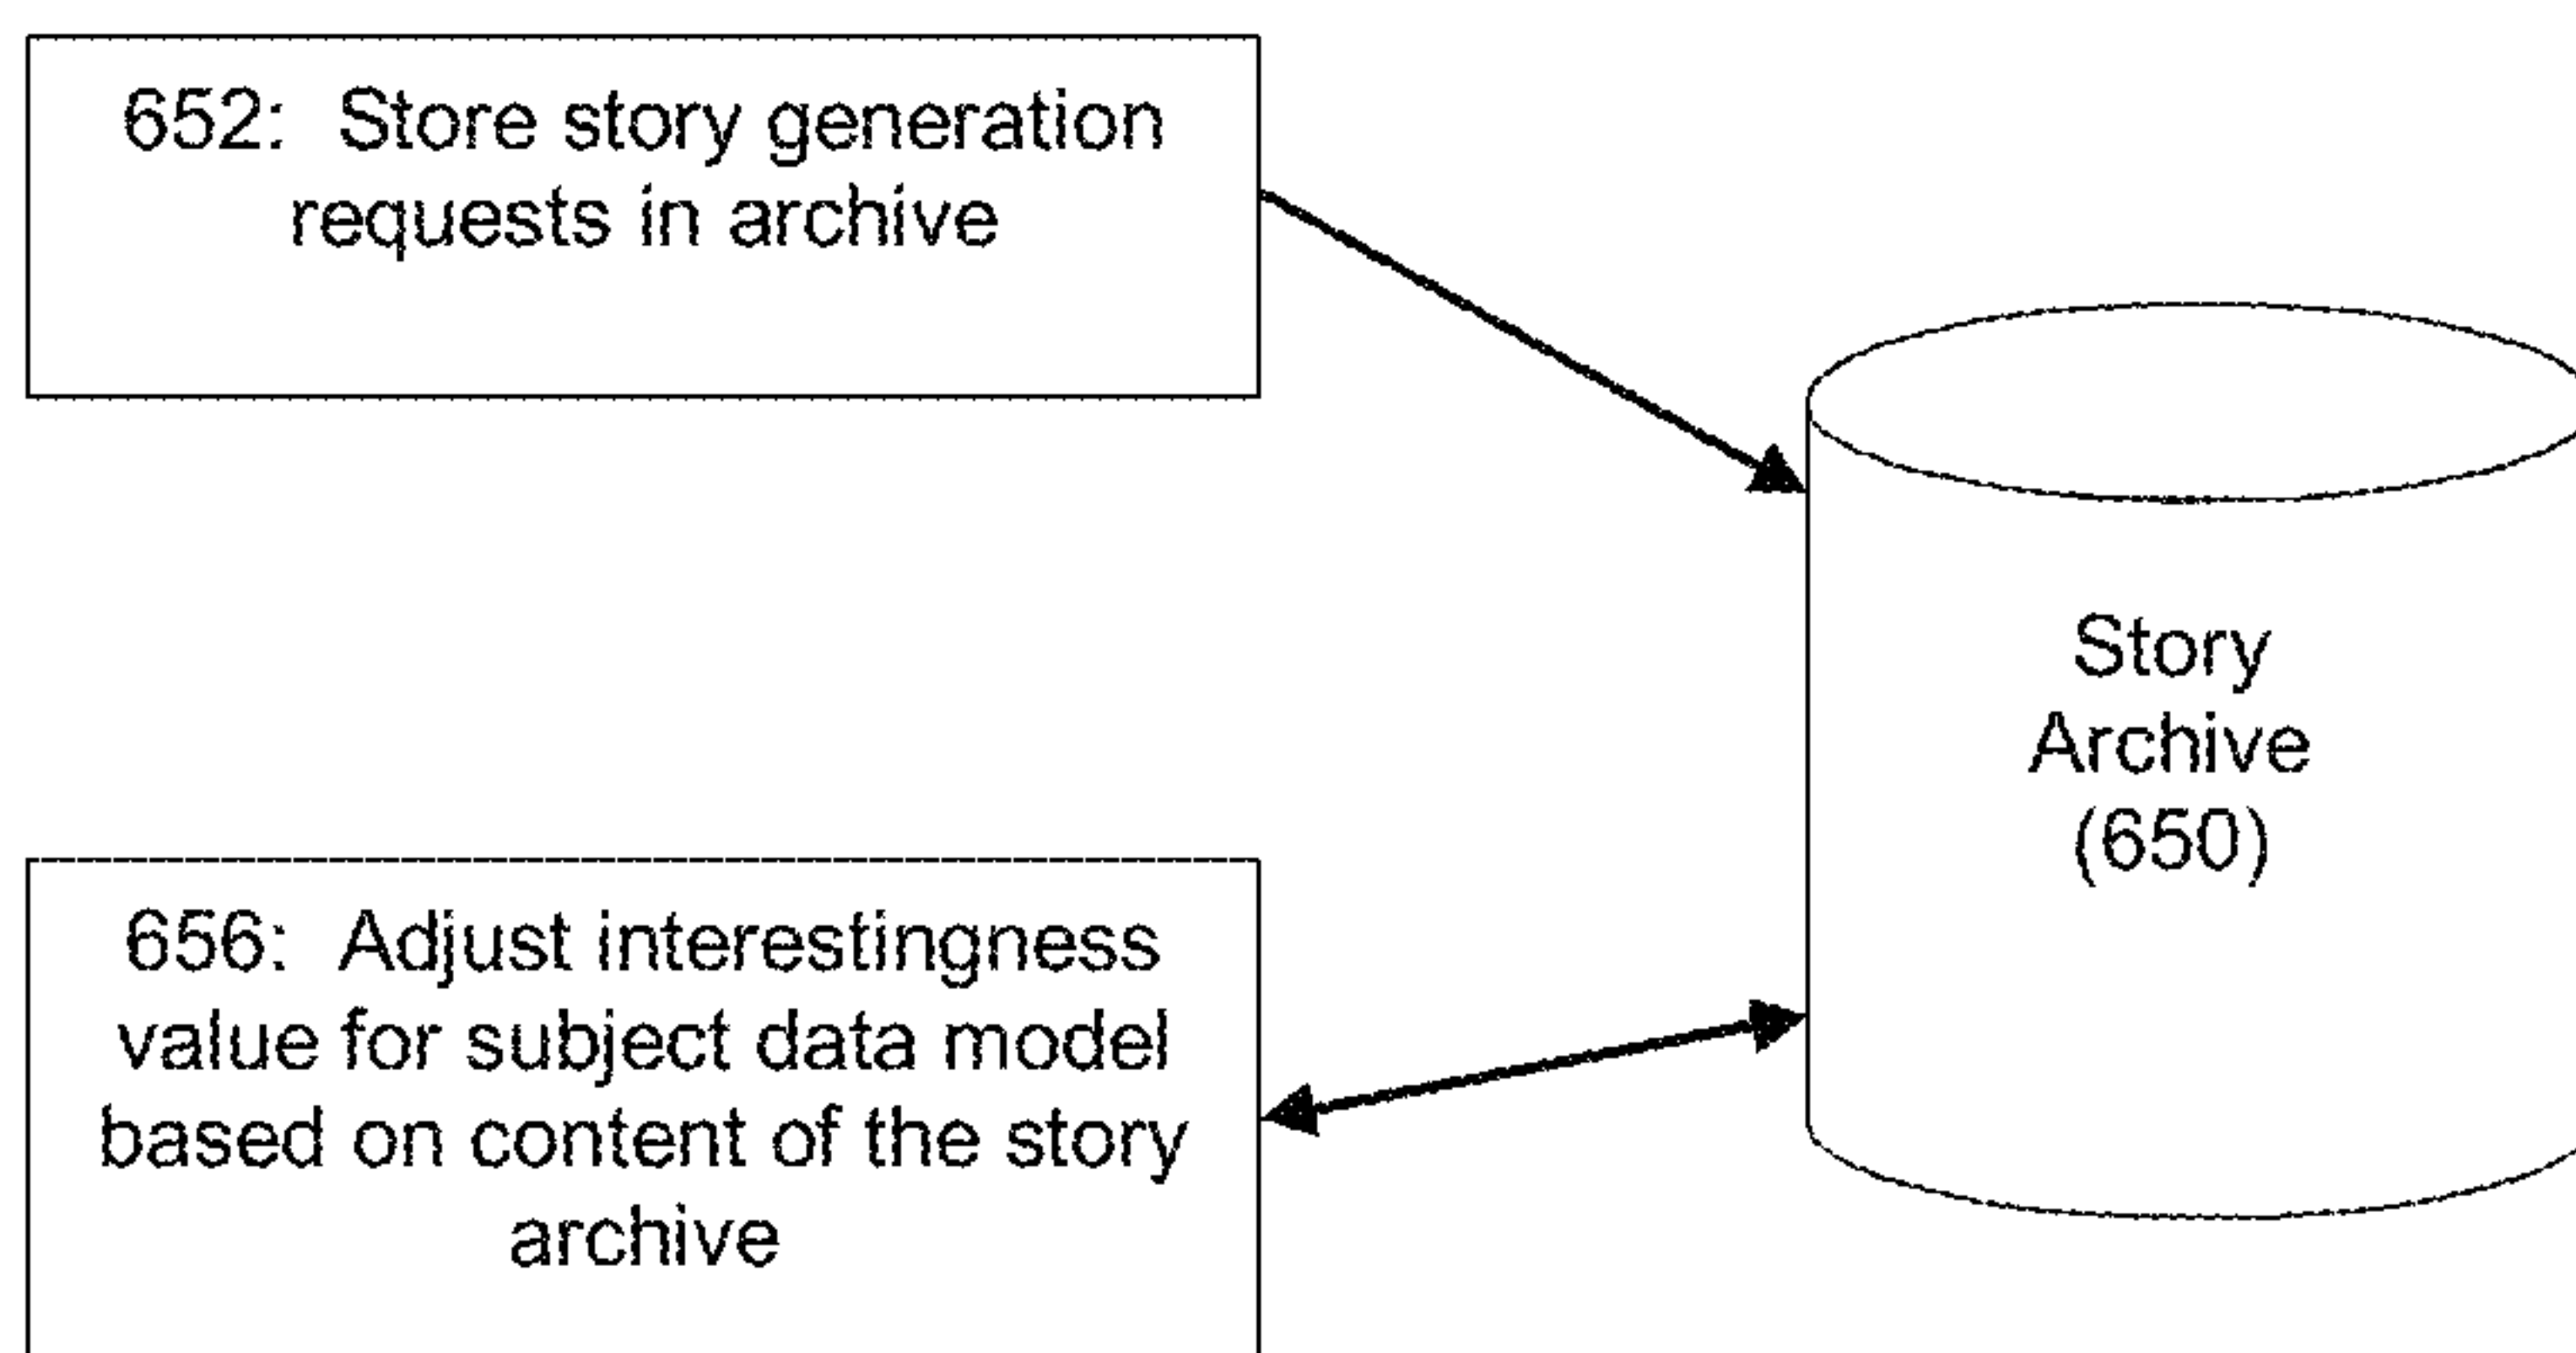 652: Store story generation
requests in archive
Story
Archive
(650)
656: Adjust interestingness
value for subject data model
based on content of the story
archive